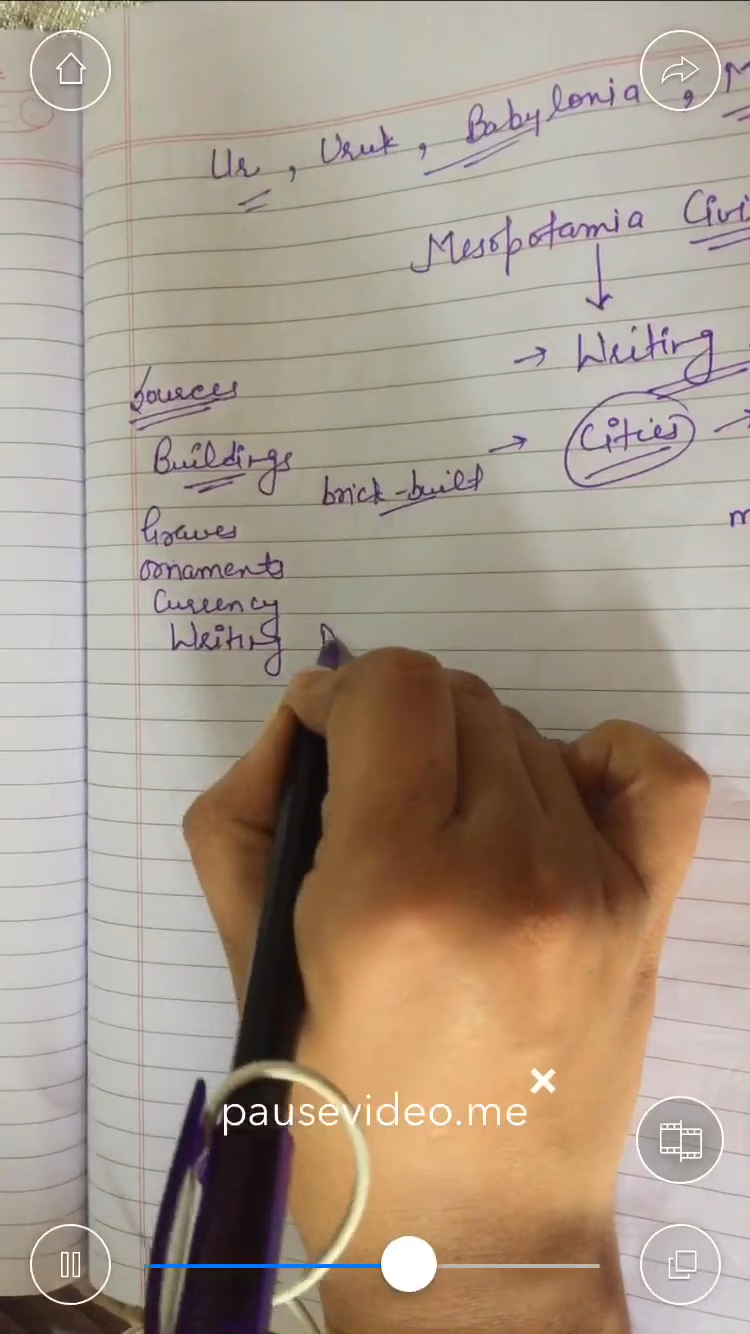 Ur, Uruk, Babylonia,
Mesopotamia
→ Writing
Sources
→ Cities →
Buildings
brick-built
Graves
ornaments
Currency
Writing
pausevideo.me